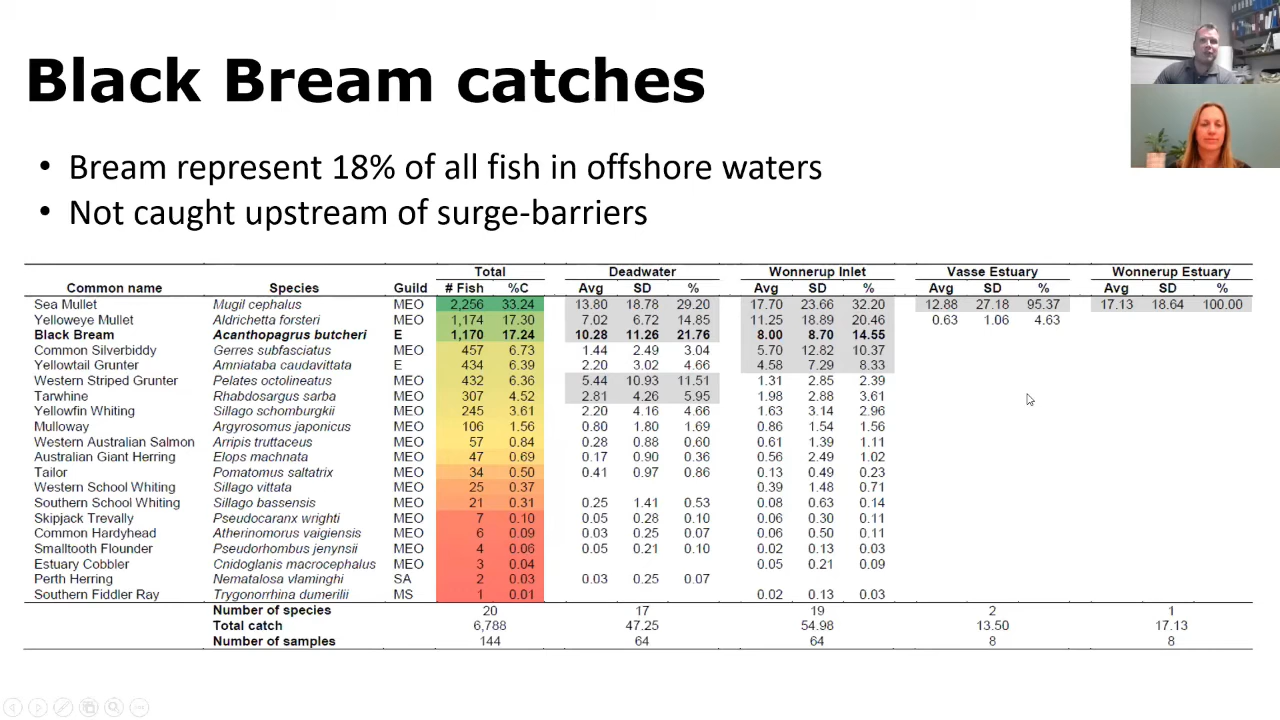 Black Bream catches
• Bream represent 18% of all fish in offshore waters
• Not caught upstream of surge-barriers
Total Deadwater Wonnerup Inlet Vasse Estuary Wonnerup Estuary
Common name Species Guild # Fish %C Avg SD % Avg SD % Avg SD % Avg SD %
Sea Mullet Mugil cephalus MEO 2,256 33.24 13.80 18.78 29.20 17.70 23.66 32.20 12.88 27.18 95.37 17.13 18.64 100.00
Yelloweye Mullet Aldrichetta forsteri MEO 1,174 17.30 7.02 6.72 14.85 11.25 18.89 20.46 0.63 1.06 4.63
Black Bream Acanthopagrus butcheri E 1,170 17.24 10.28 11.26 21.76 8.00 8.70 14.55
Common Silverbiddy Gerres subfasciatus MEO 457 6.73 1.44 2.49 3.04 5.70 12.82 10.37
Yellowtail Grunter Amniataba caudavittata E 434 6.39 2.20 3.02 4.66 4.58 7.29 8.33
Western Striped Grunter Pelates octolineatus MEO 432 6.36 5.44 10.93 11.51 1.31 2.85 2.39
Tarwhine Rhabdosargus sarba MEO 307 4.52 2.81 4.26 5.95 1.98 2.88 3.61
Yellowfin Whiting Sillago schomburgkii MEO 245 3.61 2.20 4.16 4.66 1.63 3.14 2.96
Mulloway Argyrosomus japonicus MEO 106 1.56 0.80 1.80 1.69 0.86 1.54 1.56
Western Australian Salmon Arripis truttaceus MEO 57 0.84 0.28 0.88 0.60 0.61 1.39 1.11
Australian Giant Herring Elops machnata MEO 47 0.69 0.17 0.90 0.36 0.56 2.49 1.02
Tailor Pomatomus saltatrix MEO 34 0.50 0.41 0.97 0.86 0.13 0.49 0.23
Western School Whiting Sillago vittata MEO 25 0.37 0.39 1.48 0.71
Southern School Whiting Sillago bassensis MEO 21 0.31 0.25 1.41 0.53 0.08 0.63 0.14
Skipjack Trevally Pseudocaranx wrighti MEO 7 0.10 0.05 0.28 0.10 0.06 0.30 0.11
Common Hardyhead Atherinomorus vaigiensis MEO 6 0.09 0.03 0.25 0.07 0.06 0.50 0.11
Smalltooth Flounder Pseudorhombus jenynsii MEO 4 0.06 0.05 0.21 0.10 0.02 0.13 0.03
Estuary Cobbler Cnidoglanis macrocephalus MEO 3 0.04 0.05 0.21 0.09
Perth Herring Nematalosa vlaminghi SA 2 0.03 0.03 0.25 0.07
Southern Fiddler Ray Trygonorrhina dumerilii MS 1 0.01 0.02 0.13 0.03
Number of species 20 17 19 2 1
Total catch 6,788 47.25 54.98 13.50 17.13
Number of samples 144 64 64 8 8